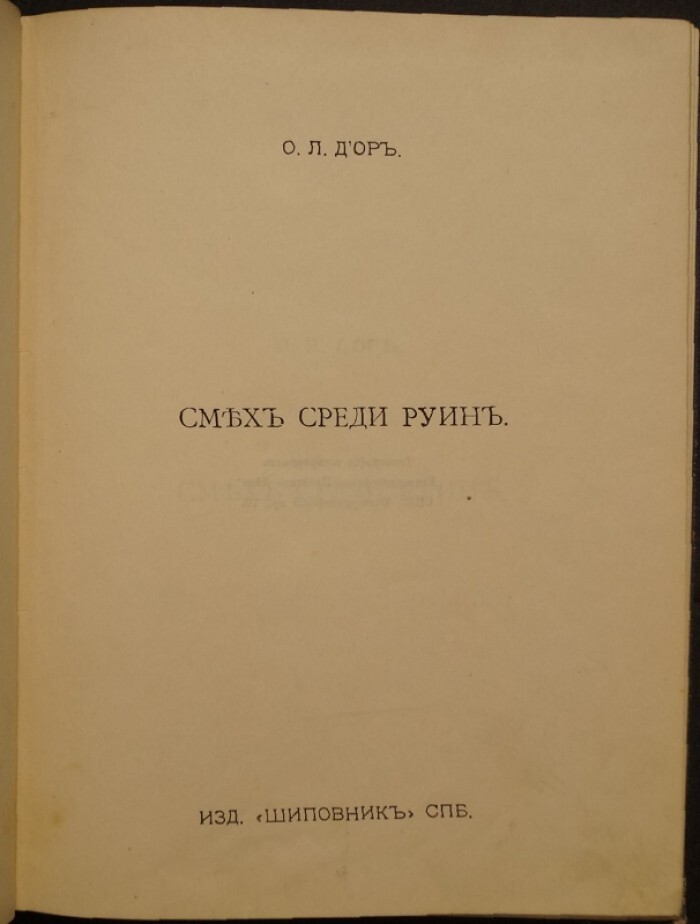 О. Л. Д'ОРЪ.
СМѢХЪ СРЕДИ РУИНЪ.
ИЗД. «ШИПОВНИКЪ» СПБ.